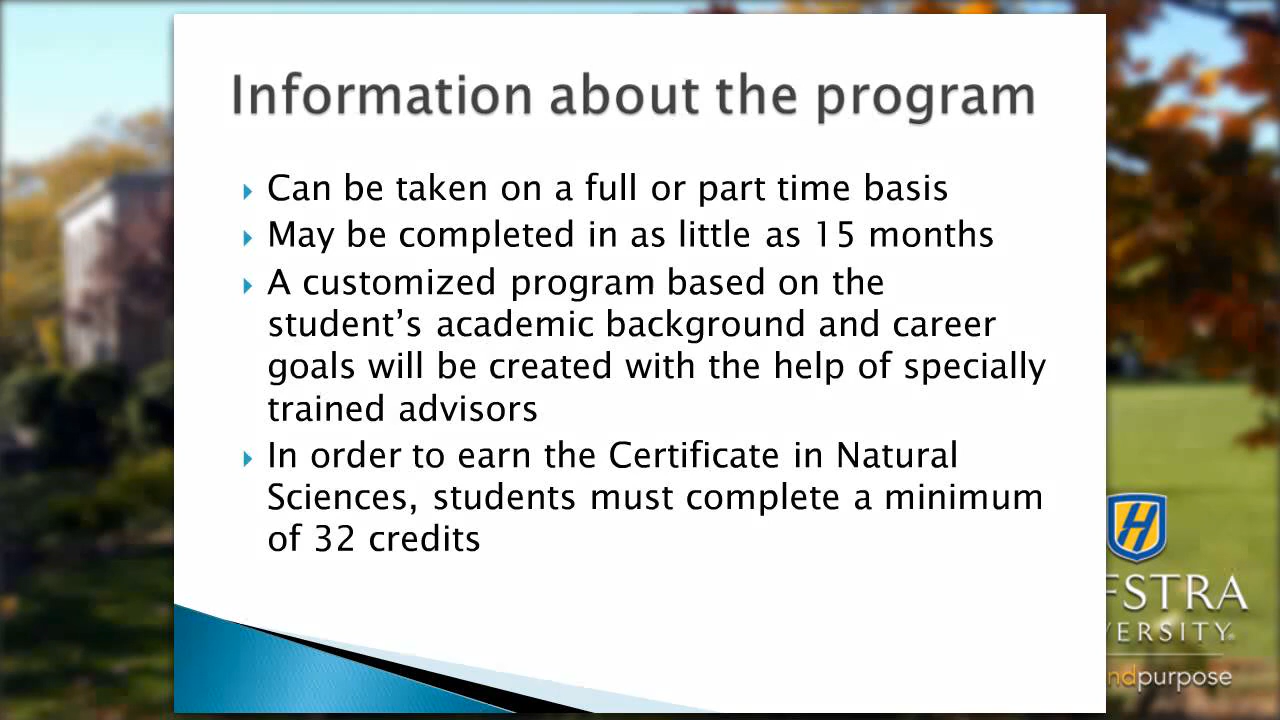 Information about the program
Can be taken on a full or part time basis
May be completed in as little as 15 months
A customized program based on the
student’s academic background and career
goals will be created with the help of specially
trained advisors
In order to earn the Certificate in Natural
Sciences, students must complete a minimum
of 32 credits
H
FSTRA
VERSITY®
ndpurpose